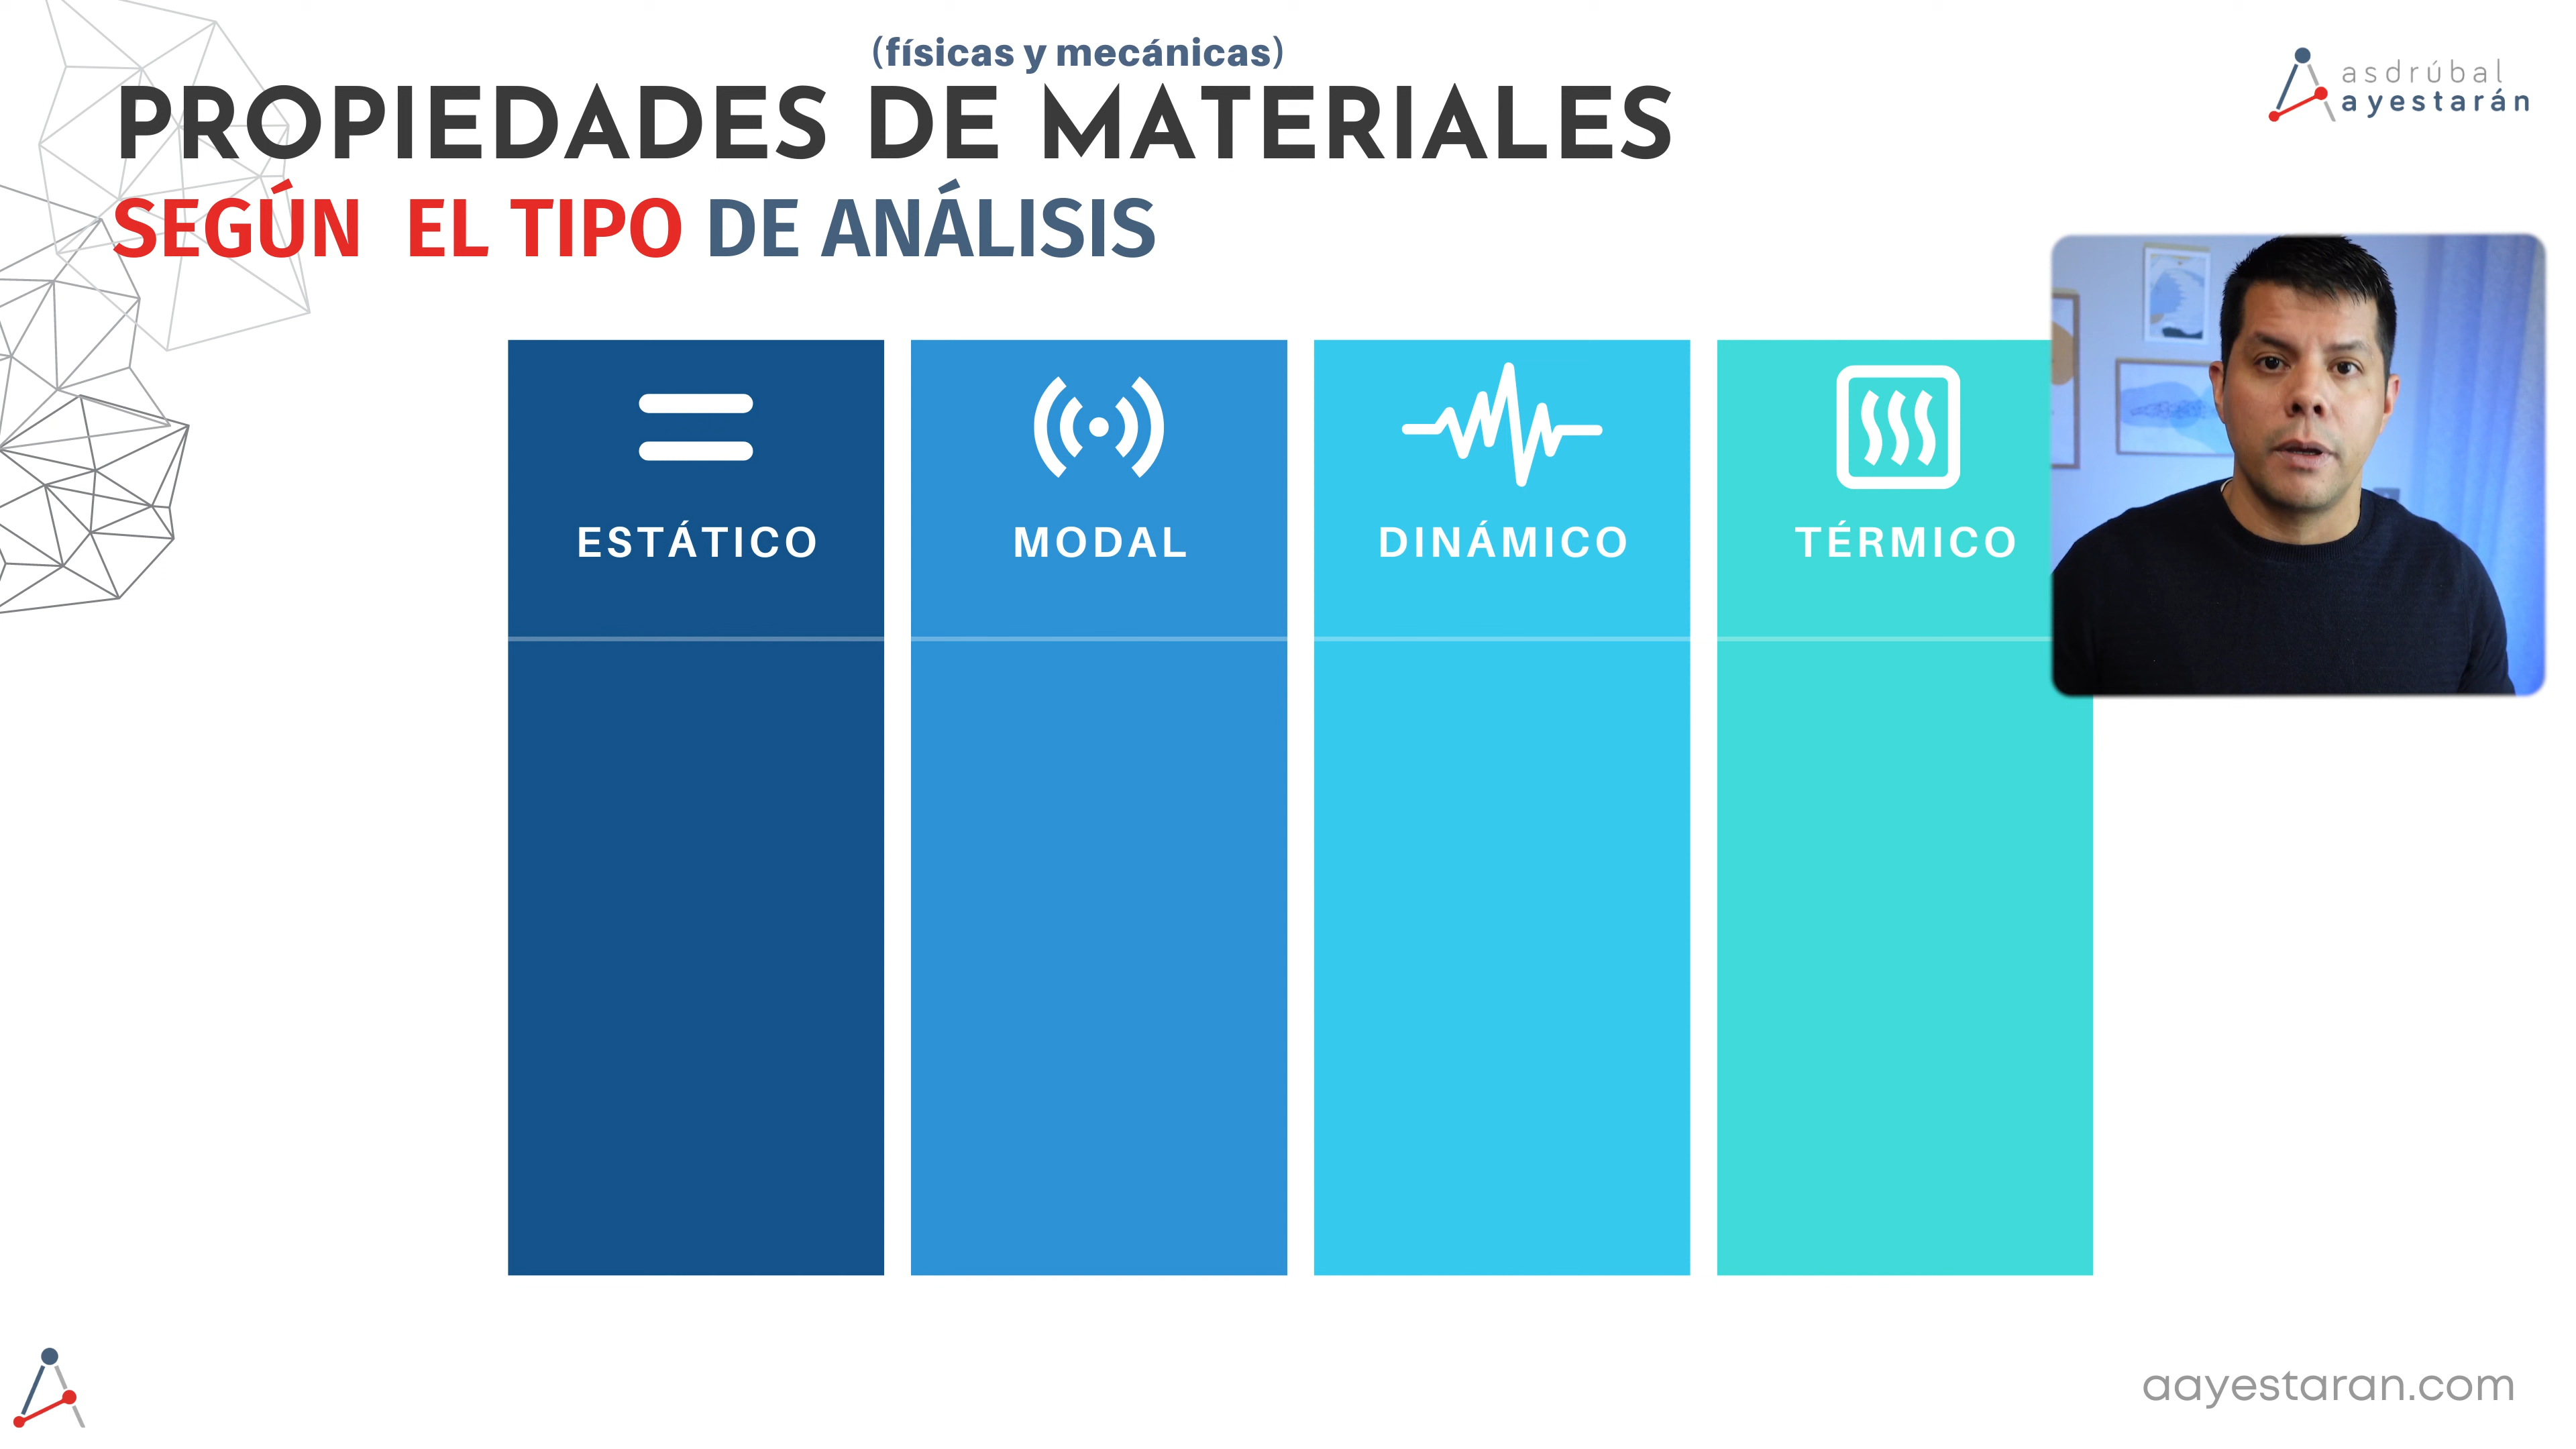 (físicas y mecánicas)
PROPIEDADES DE MATERIALES
SEGÚN EL TIPO DE ANÁLISIS
asdrúbal
ayestarán
ESTÁTICO
MODAL
DINÁMICO
TÉRMICO
aayestaran.com